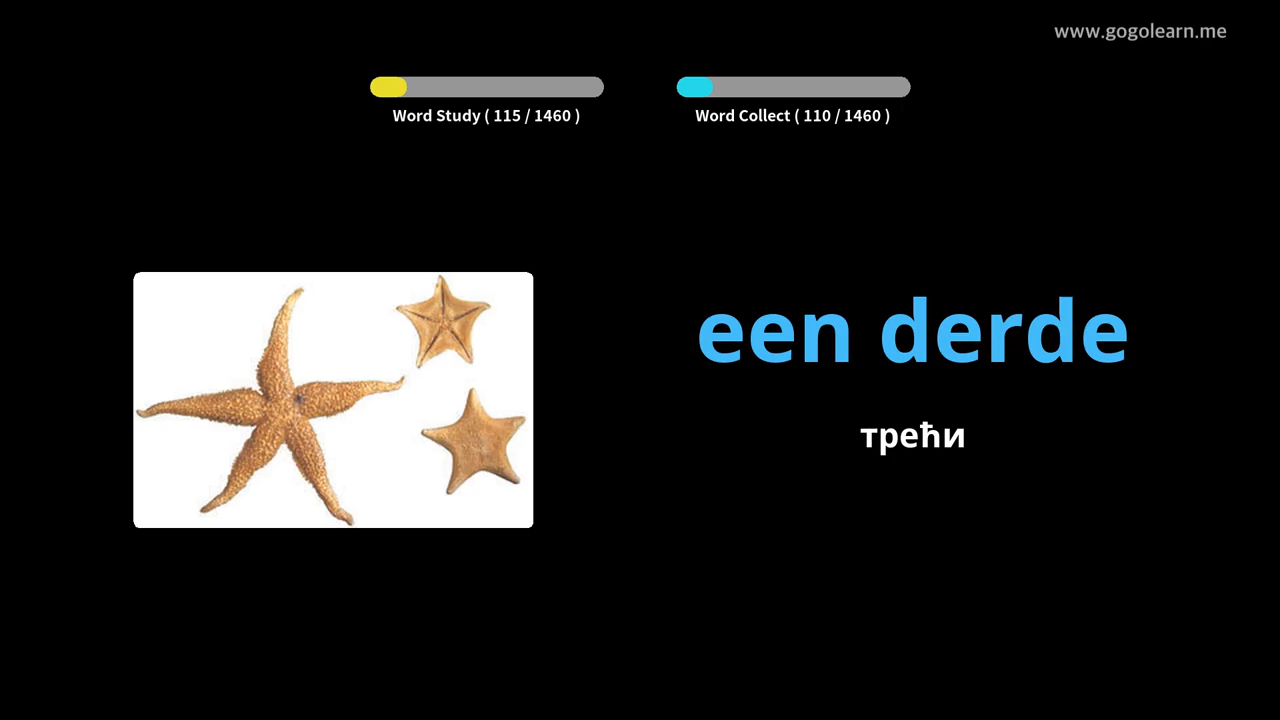 www.gogolearn.me
Word Study ( 115 / 1460 )
Word Collect ( 110 / 1460 )
een derde
трећи